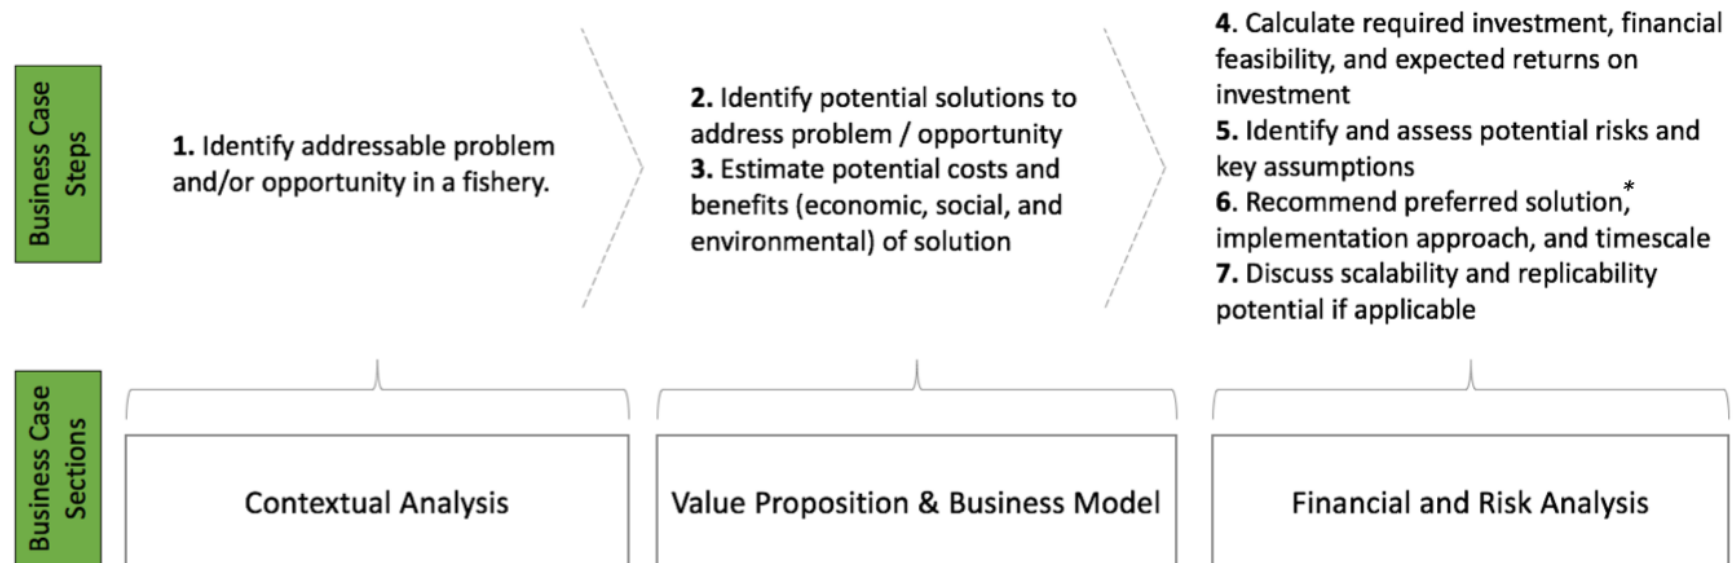 Business Case
Steps
1. Identify addressable problem
and/or opportunity in a fishery.
2. Identify potential solutions to
address problem / opportunity
3. Estimate potential costs and
benefits (economic, social, and
environmental) of solution
4. Calculate required investment, financial
feasibility, and expected returns on
investment
5. Identify and assess potential risks and
key assumptions
6. Recommend preferred solution,*
implementation approach, and timescale
7. Discuss scalability and replicability
potential if applicable
Business Case
Sections
Contextual Analysis
Value Proposition & Business Model
Financial and Risk Analysis